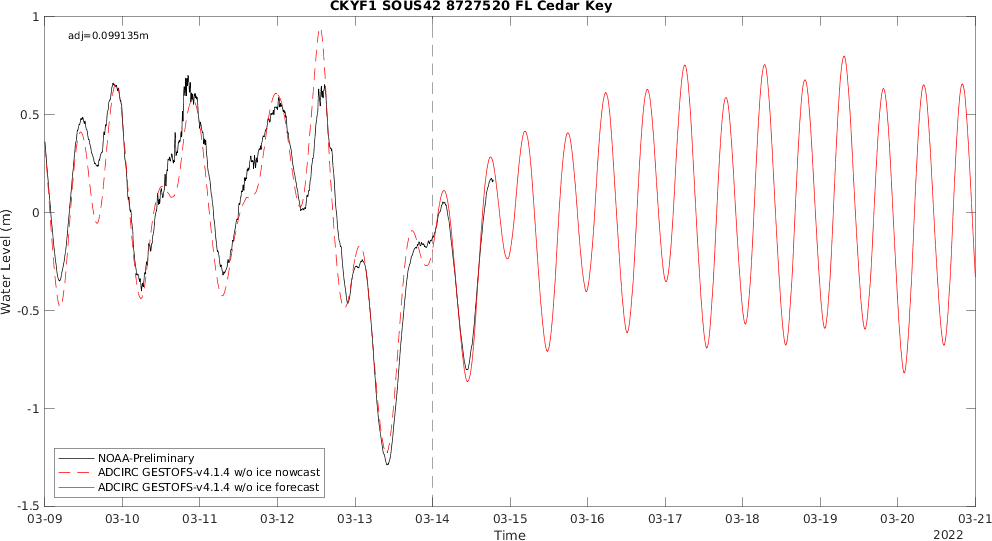 CKYF1 SOUS42 8727520 FL Cedar Key
adj=0.099135m
1
0.5
0
-0.5
-1
-1.5
Water Level (m)
NOAA-Preliminary
ADCIRC GESTOFS-v4.1.4 w/o ice nowcast
ADCIRC GESTOFS-v4.1.4 w/o ice forecast
03-09 03-10 03-11 03-12 03-13 03-14 03-15 03-16 03-17 03-18 03-19 03-20 03-21
Time
2022